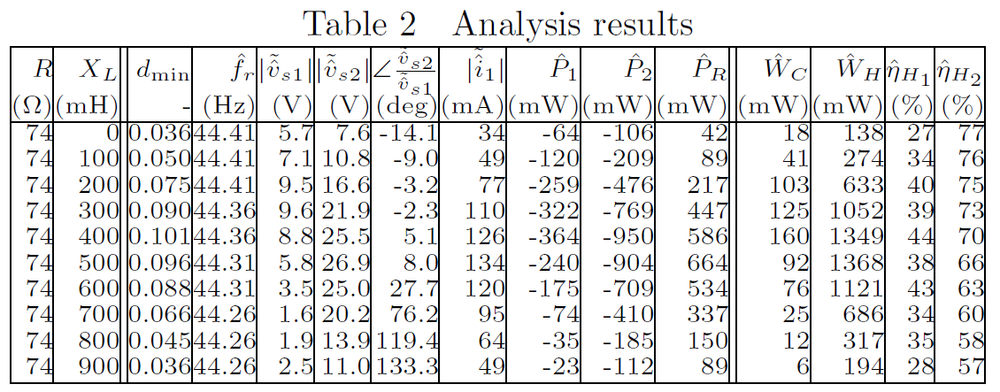 Table 2 Analysis results
R X_L d_min f̂_r |ṽ̂_s1| |ṽ̂_s2| ∠ṽ̂_s2/ṽ̂_s1 |ĩ̂_1| P̂_1 P̂_2 P̂_R Ŵ_C Ŵ_H η̂_H1 η̂_H2
(Ω) (mH) - (Hz) (V) (V) (deg) (mA) (mW) (mW) (mW) (mW) (mW) (%) (%)
74 0 0.036 44.41 5.7 7.6 -14.1 34 -64 -106 42 18 138 27 77
74 100 0.050 44.41 7.1 10.8 -9.0 49 -120 -209 89 41 274 34 76
74 200 0.075 44.41 9.5 16.6 -3.2 77 -259 -476 217 103 633 40 75
74 300 0.090 44.36 9.6 21.9 -2.3 110 -322 -769 447 125 1052 39 73
74 400 0.101 44.36 8.8 25.5 5.1 126 -364 -950 586 160 1349 44 70
74 500 0.096 44.31 5.8 26.9 8.0 134 -240 -904 664 92 1368 38 66
74 600 0.088 44.31 3.5 25.0 27.7 120 -175 -709 534 76 1121 43 63
74 700 0.066 44.26 1.6 20.2 76.2 95 -74 -410 337 25 686 34 60
74 800 0.045 44.26 1.9 13.9 119.4 64 -35 -185 150 12 317 35 58
74 900 0.036 44.26 2.5 11.0 133.3 49 -23 -112 89 6 194 28 57